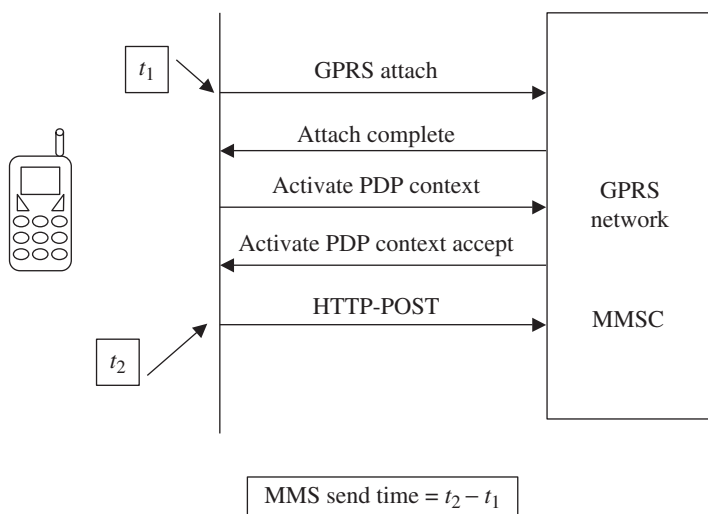 t1
GPRS attach
Attach complete
Activate PDP context
GPRS
network
Activate PDP context accept
HTTP-POST
MMSC
t2
MMS send time = t2 – t1